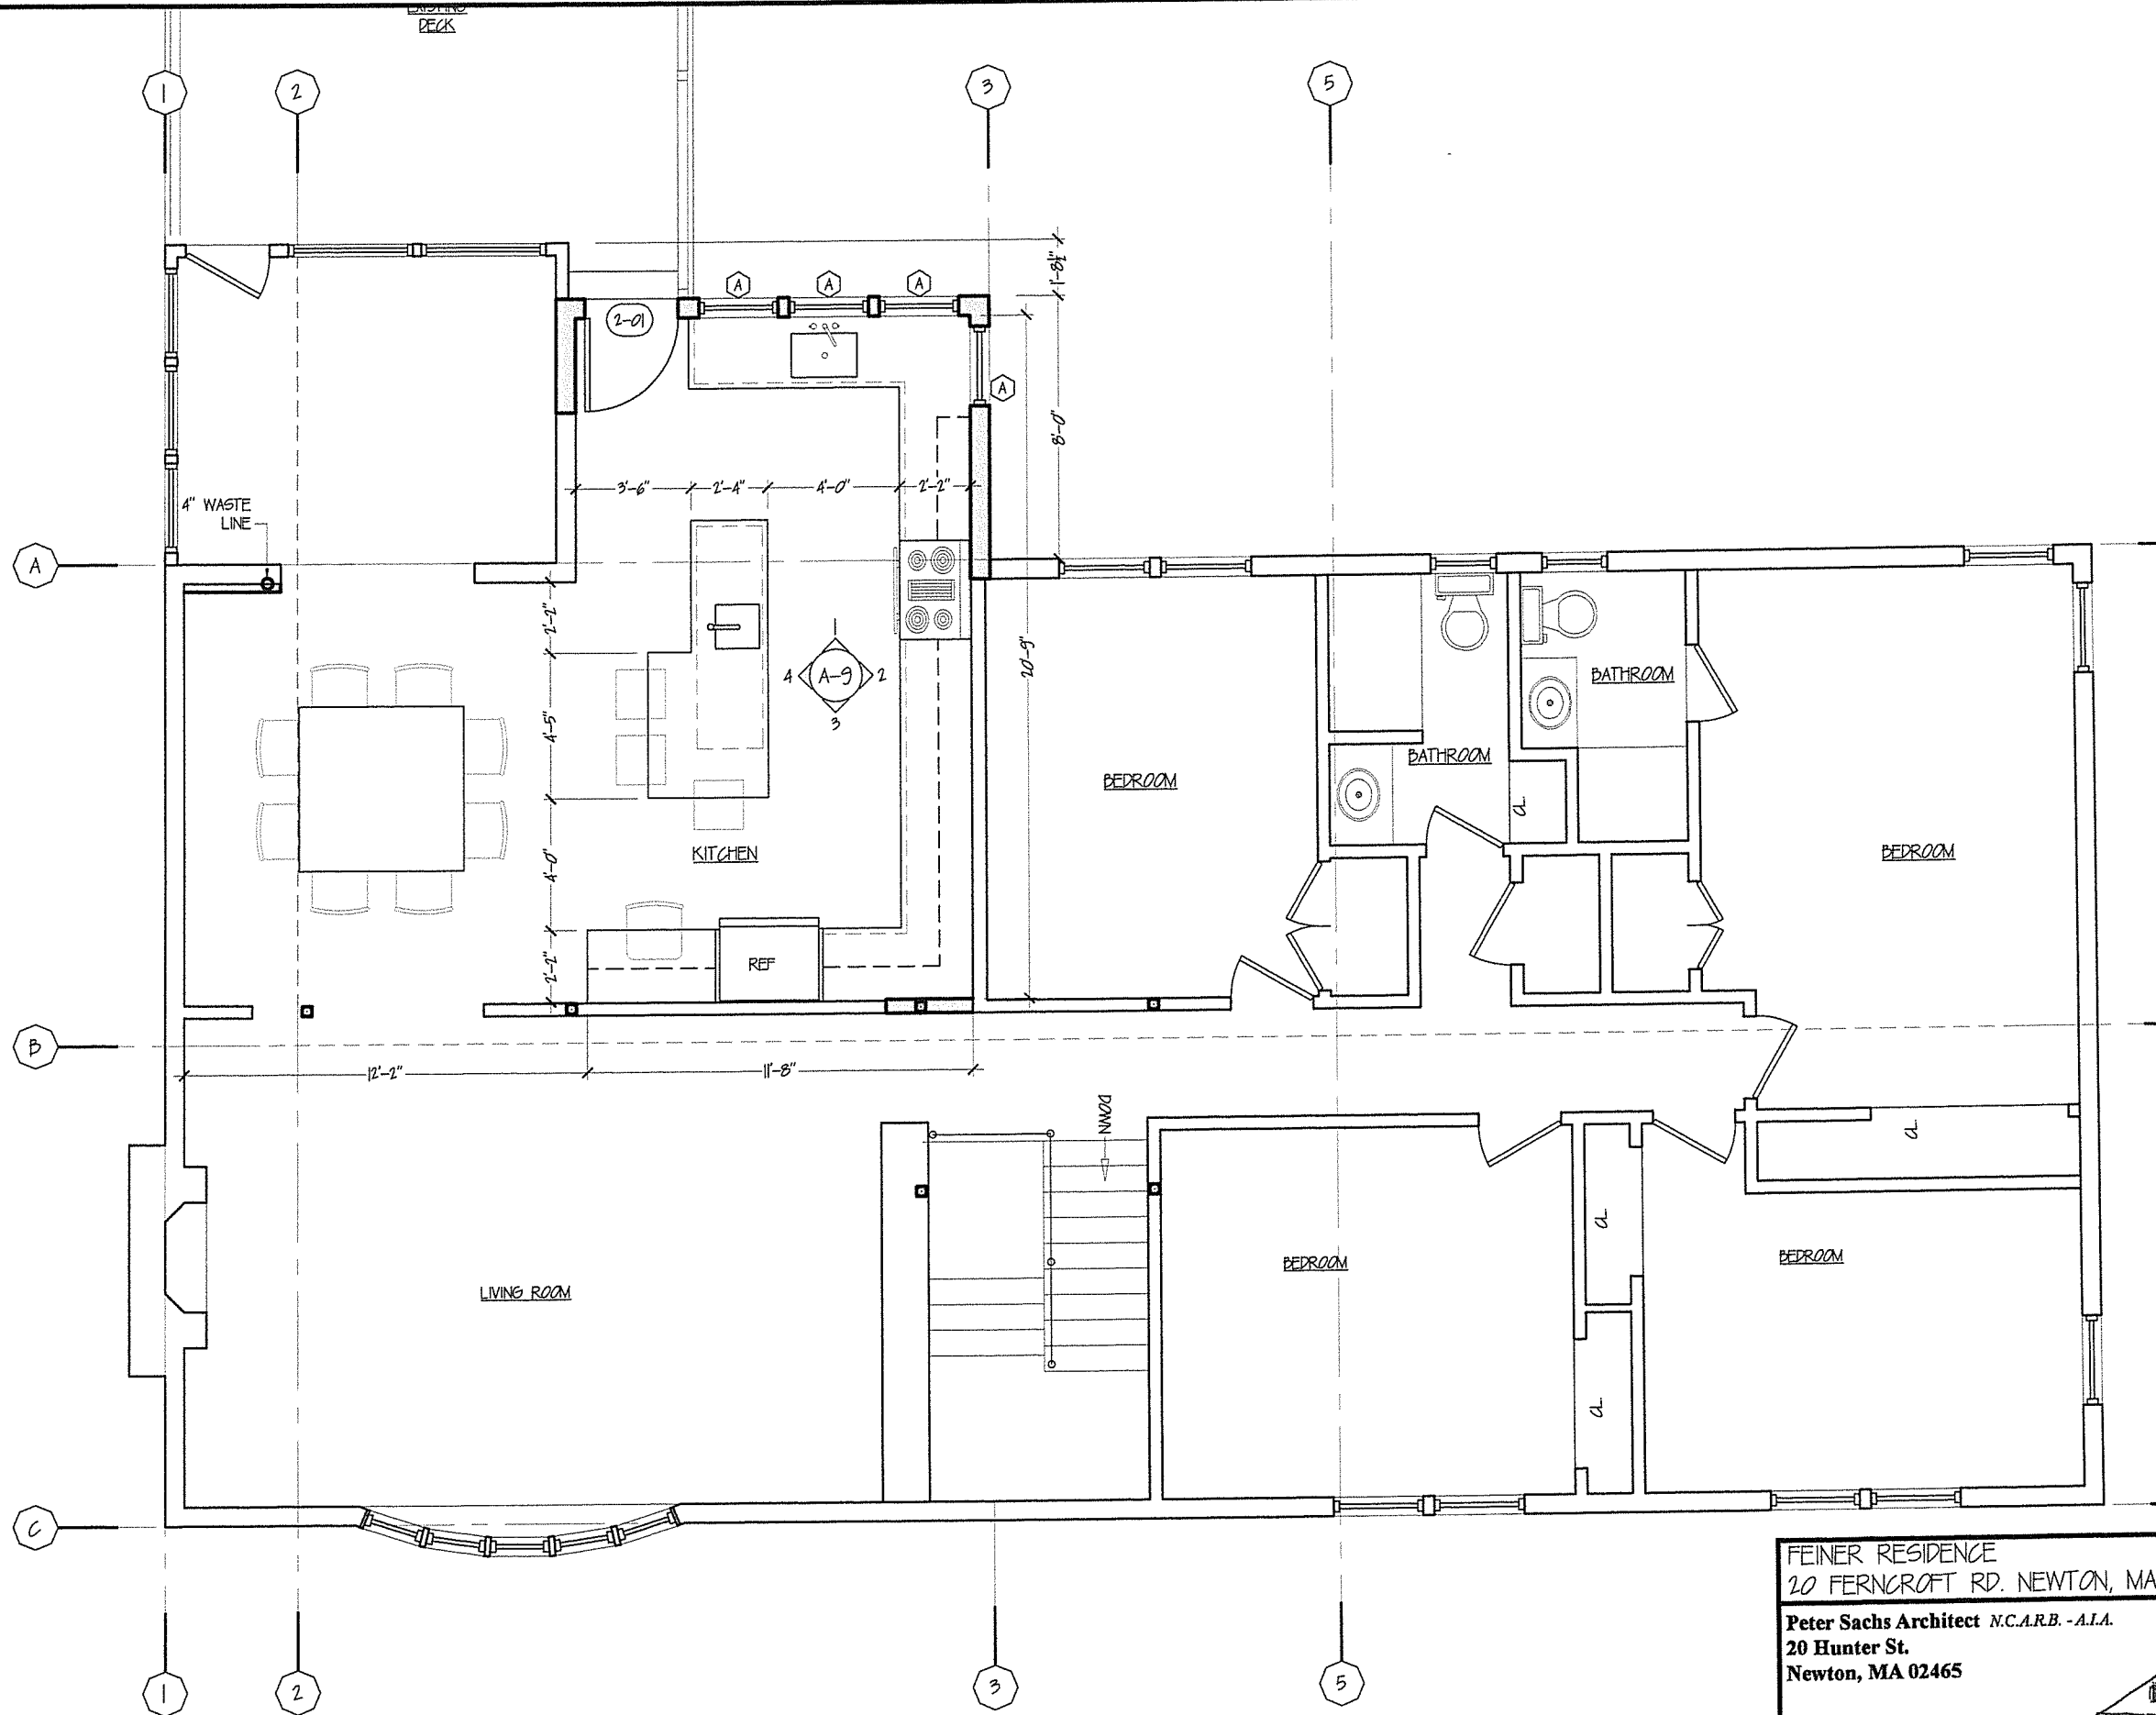 EXISTING
DECK
1
2
3
5
2-01
A
A
A
A
1'-8½"
8'-0"
3'-6"
2'-4"
4'-0"
2'-2"
4" WASTE
LINE
A
2'-2"
20'-9"
4
A-9
2
3
BATHROOM
4'-5"
BATHROOM
BEDROOM
CL
KITCHEN
BEDROOM
4'-0"
2'-2"
REF
B
12'-2"
11'-8"
DOWN
CL
CL
BEDROOM
BEDROOM
LIVING ROOM
CL
C
FEINER RESIDENCE
20 FERNCROFT RD. NEWTON, MA
Peter Sachs Architect N.C.A.R.B. - A.I.A.
20 Hunter St.
Newton, MA 02465
1
2
3
5